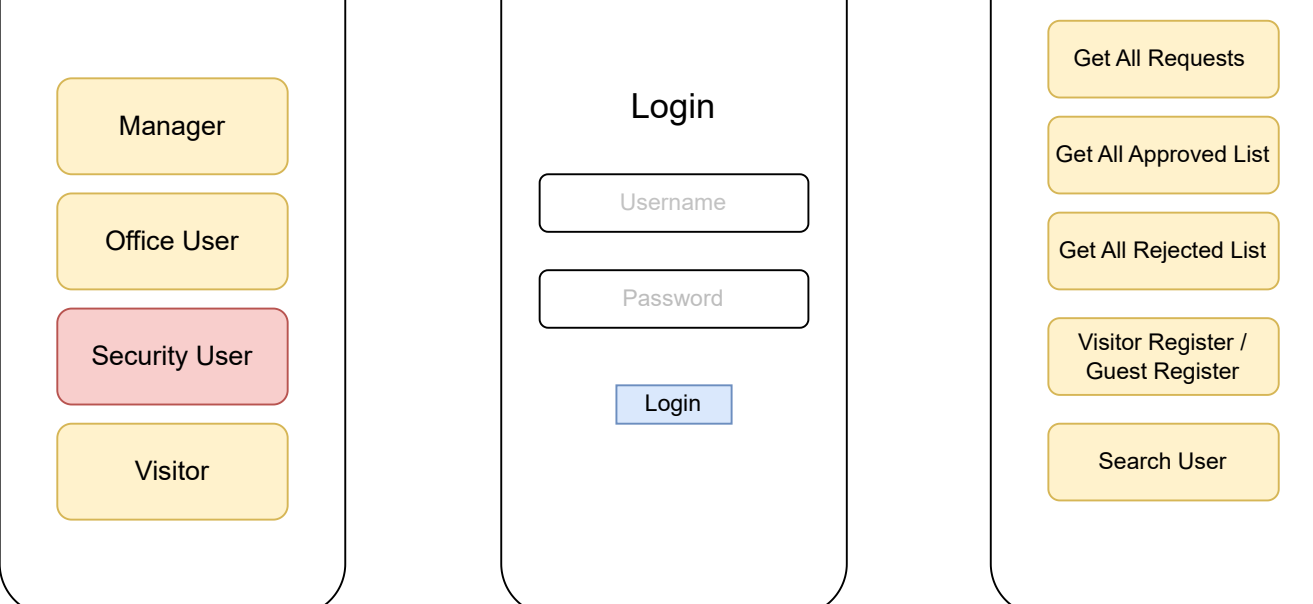 Manager
Office User
Security User
Visitor
Login
Username
Password
Login
Get All Requests
Get All Approved List
Get All Rejected List
Visitor Register /
Guest Register
Search User